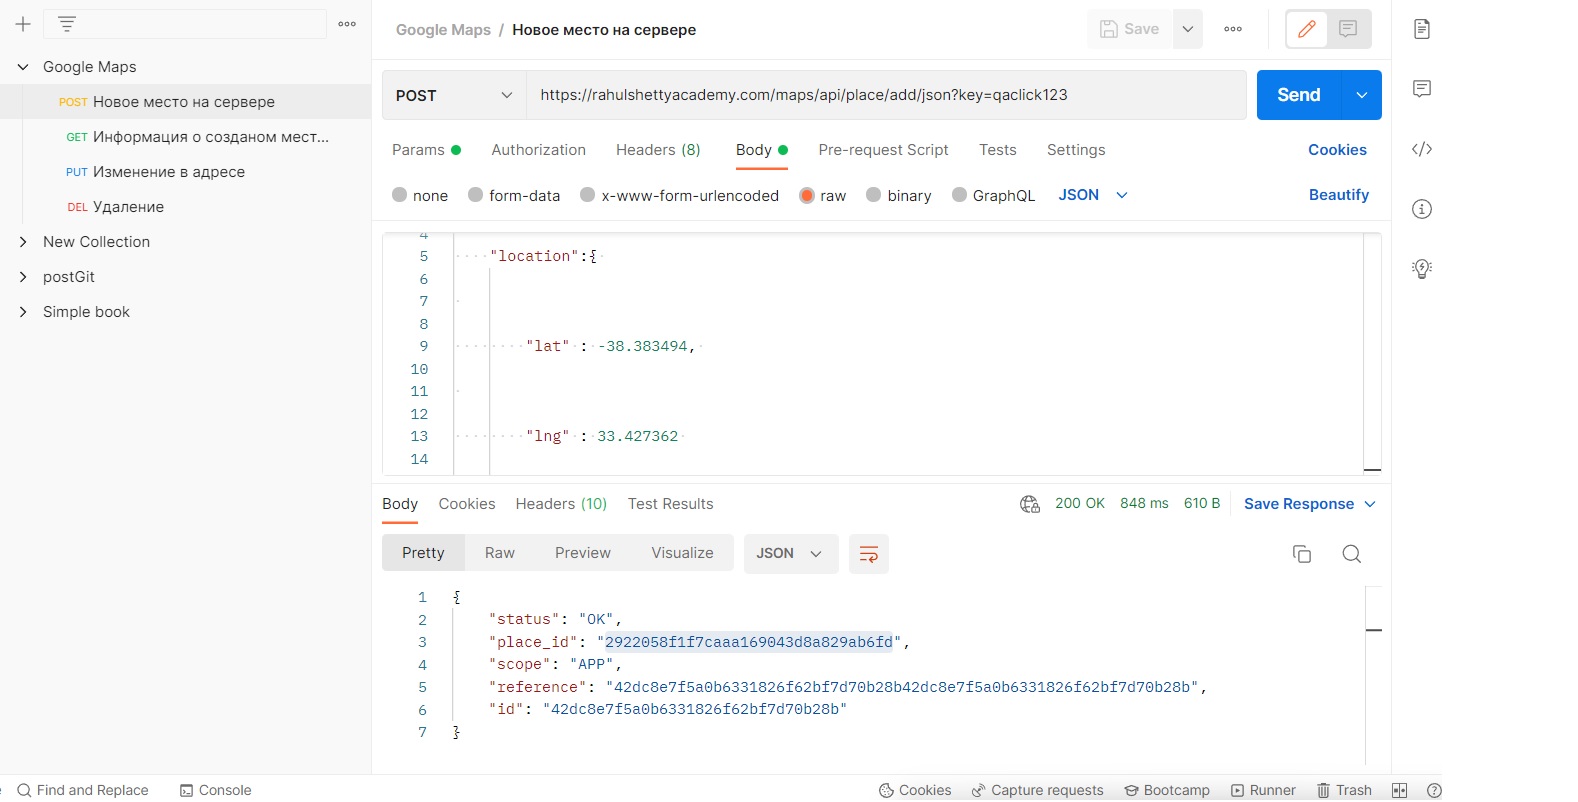 Google Maps
POST Новое место на сервере
GET Информация о созданом мест...
PUT Изменение в адресе
DEL Удаление
New Collection
postGit
Simple book
Google Maps / Новое место на сервере
Save
POST
https://rahulshettyacademy.com/maps/api/place/add/json?key=qaclick123
Send
Params Authorization Headers (8) Body Pre-request Script Tests Settings Cookies
none form-data x-www-form-urlencoded raw binary GraphQL JSON Beautify
4
5 "location":{
6
7
8
9 "lat" : -38.383494,
10
11
12
13 "lng" : 33.427362
14
Body Cookies Headers (10) Test Results 200 OK 848 ms 610 B Save Response
Pretty Raw Preview Visualize JSON
1 {
2 "status": "OK",
3 "place_id": "2922058f1f7caaa169043d8a829ab6fd",
4 "scope": "APP",
5 "reference": "42dc8e7f5a0b6331826f62bf7d70b28b42dc8e7f5a0b6331826f62bf7d70b28b",
6 "id": "42dc8e7f5a0b6331826f62bf7d70b28b"
7 }
Find and Replace Console Cookies Capture requests Bootcamp Runner Trash